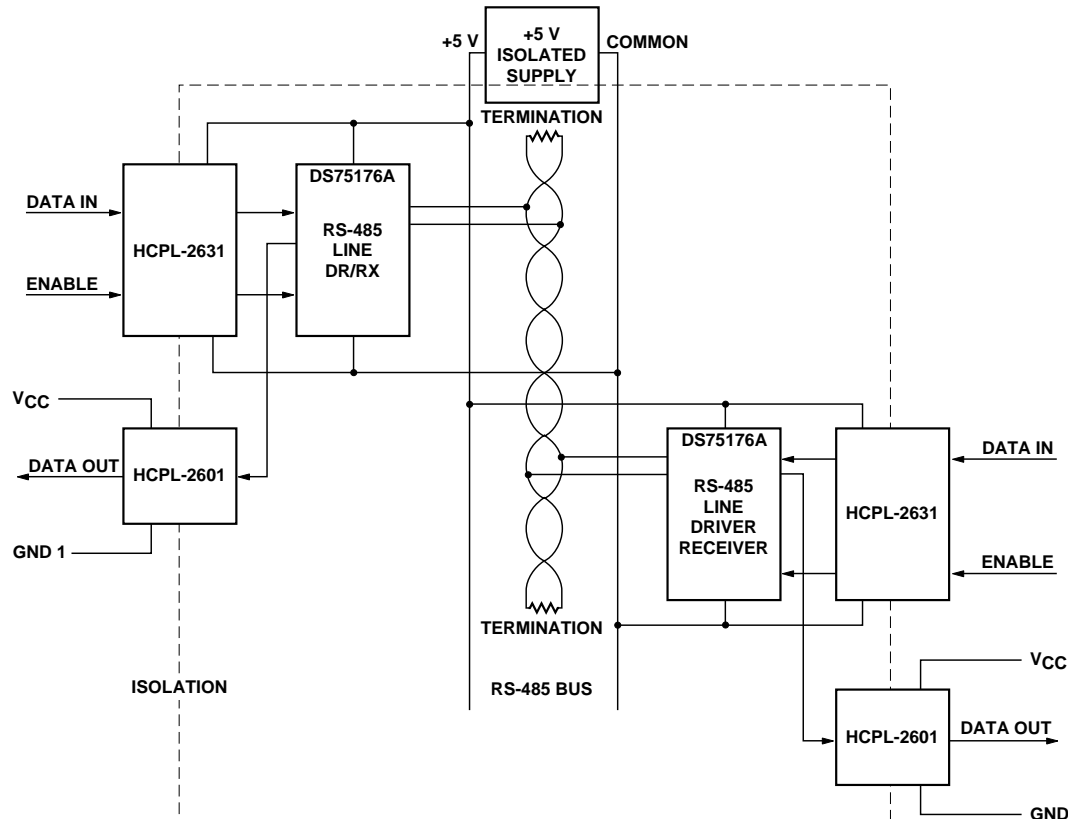 +5 V
+5 V
ISOLATED
SUPPLY
COMMON
TERMINATION
DATA IN
ENABLE
HCPL-2631
DS75176A
RS-485
LINE
DR/RX
VCC
DATA OUT
HCPL-2601
GND 1
DS75176A
RS-485
LINE
DRIVER
RECEIVER
HCPL-2631
DATA IN
ENABLE
TERMINATION
ISOLATION
RS-485 BUS
VCC
HCPL-2601
DATA OUT
GND